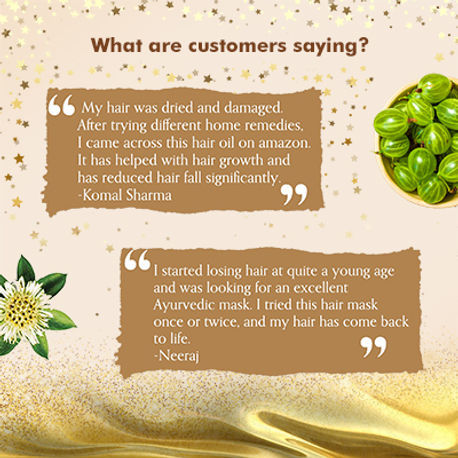 What are customers saying?
“ My hair was dried and damaged.
After trying different home remedies,
I came across this hair oil on amazon.
It has helped with hair growth and
has reduced hair fall significantly.
-Komal Sharma ”
“ I started losing hair at quite a young age
and was looking for an excellent
Ayurvedic mask. I tried this hair mask
once or twice, and my hair has come back
to life. ”
-Neeraj